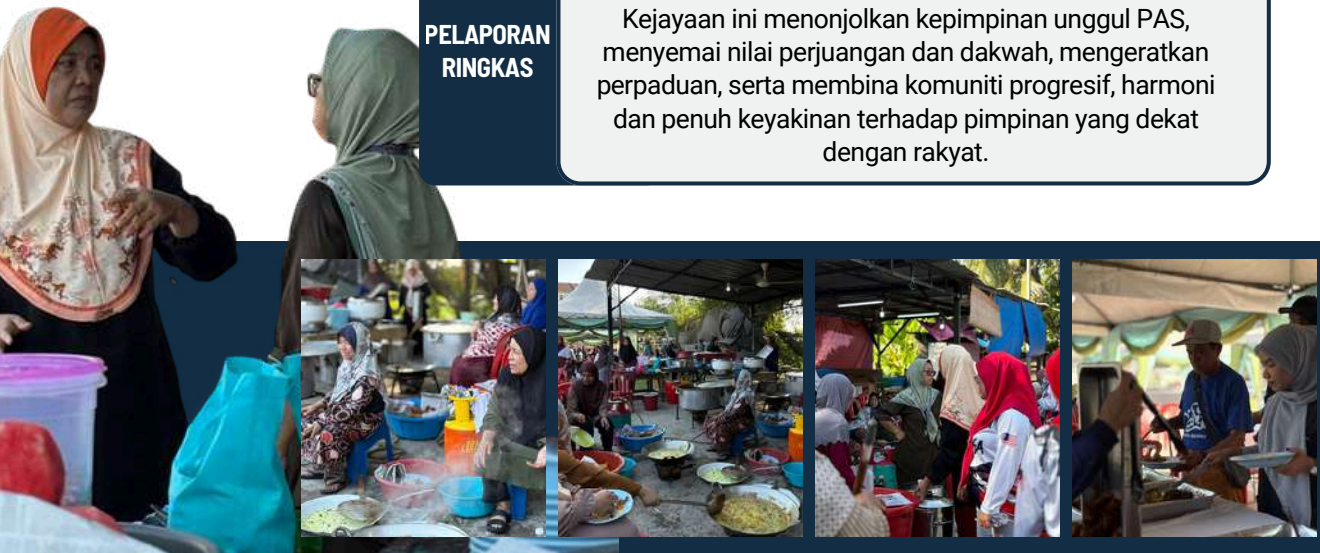 PELAPORAN
RINGKAS
Kejayaan ini menonjolkan kepimpinan unggul PAS,
menyemai nilai perjuangan dan dakwah, mengeratkan
perpaduan, serta membina komuniti progresif, harmoni
dan penuh keyakinan terhadap pimpinan yang dekat
dengan rakyat.